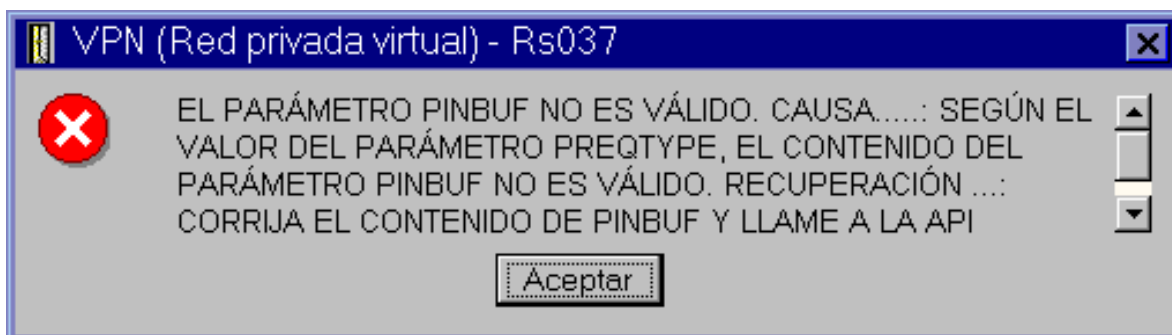 VPN (Red privada virtual) - Rs037
EL PARÁMETRO PINBUF NO ES VÁLIDO. CAUSA.....: SEGÚN EL
VALOR DEL PARÁMETRO PREQTYPE, EL CONTENIDO DEL
PARÁMETRO PINBUF NO ES VÁLIDO. RECUPERACIÓN ...:
CORRIJA EL CONTENIDO DE PINBUF Y LLAME A LA API
Aceptar